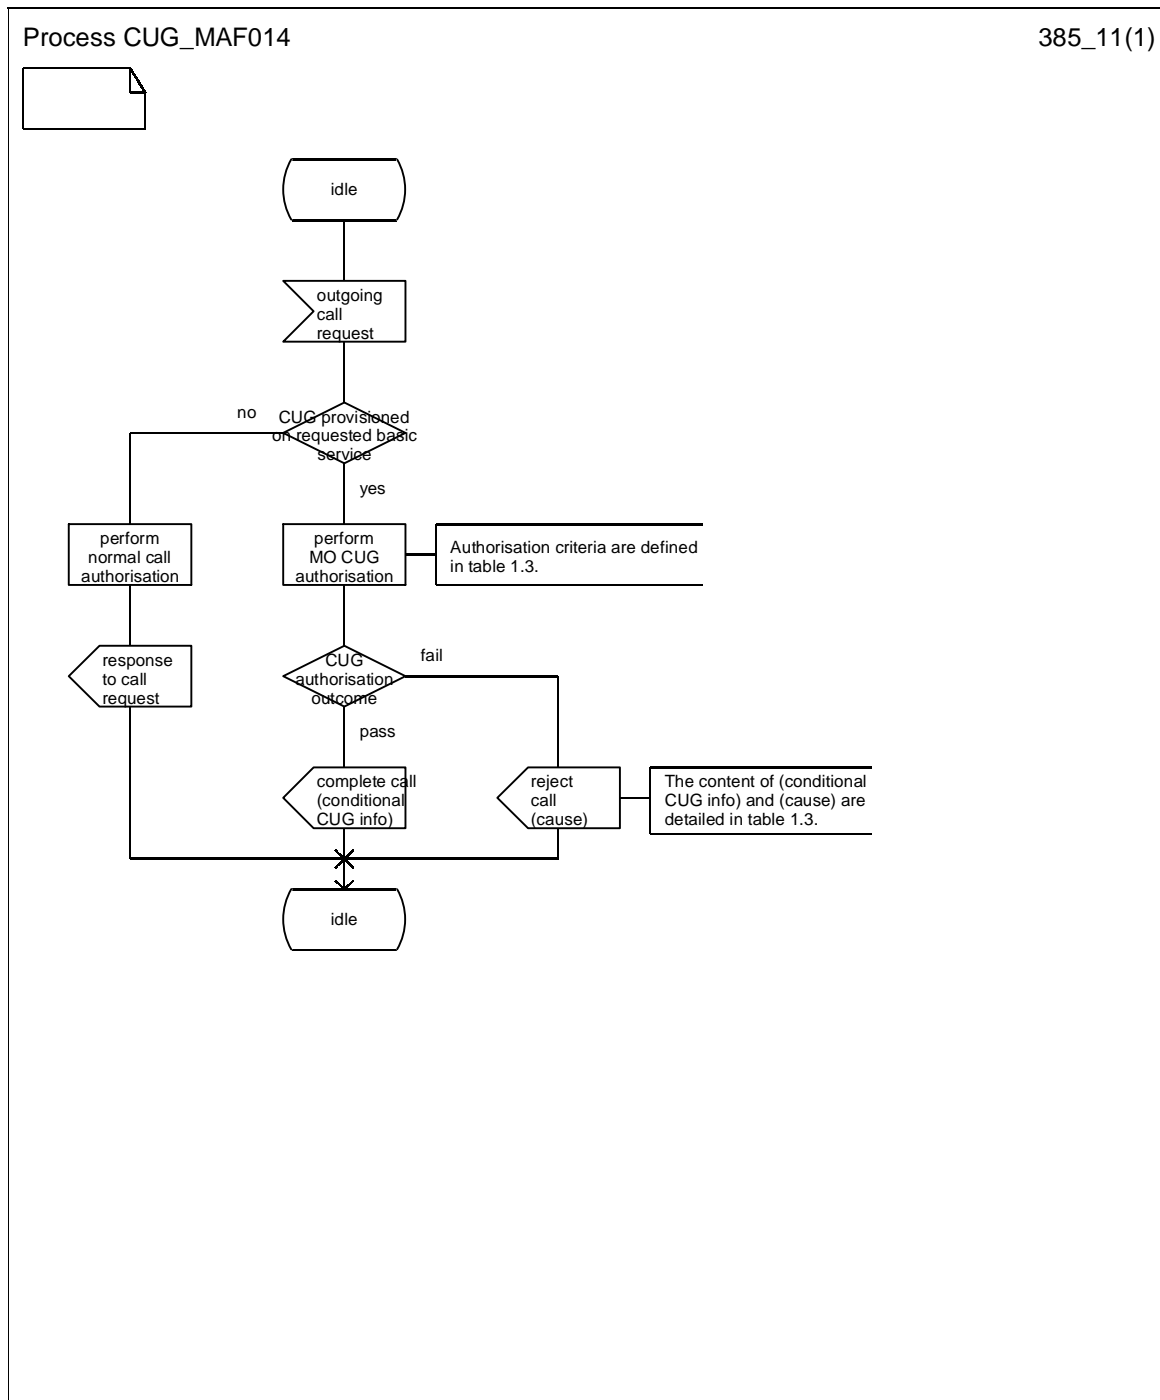 Process CUG_MAF014
385_11(1)
idle
outgoing
call
request
no
CUG provisioned
on requested basic
service
yes
perform
normal call
authorisation
perform
MO CUG
authorisation
Authorisation criteria are defined
in table 1.3.
response
to call
request
CUG
authorisation
outcome
fail
pass
complete call
(conditional
CUG info)
reject
call
(cause)
The content of (conditional
CUG info) and (cause) are
detailed in table 1.3.
idle